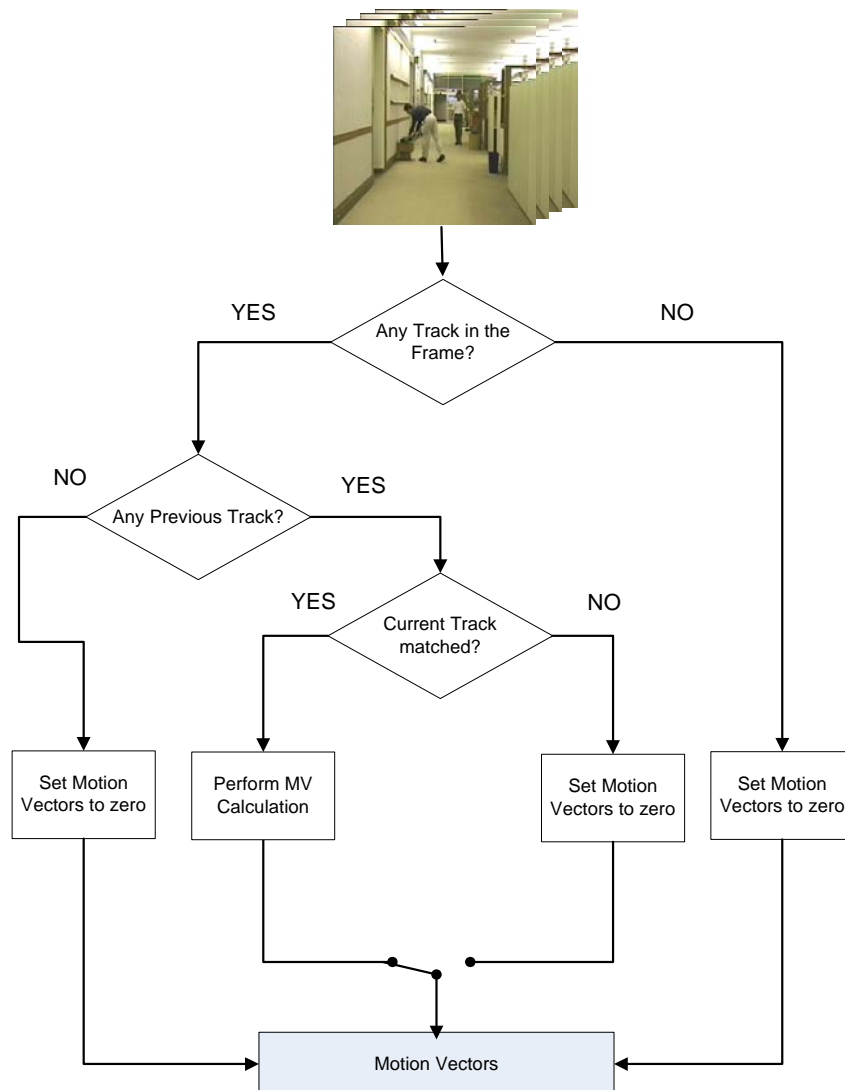 YES
NO
Any Track in the
Frame?
NO
YES
Any Previous Track?
YES
NO
Current Track
matched?
Set Motion
Vectors to zero
Perform MV
Calculation
Set Motion
Vectors to zero
Set Motion
Vectors to zero
Motion Vectors